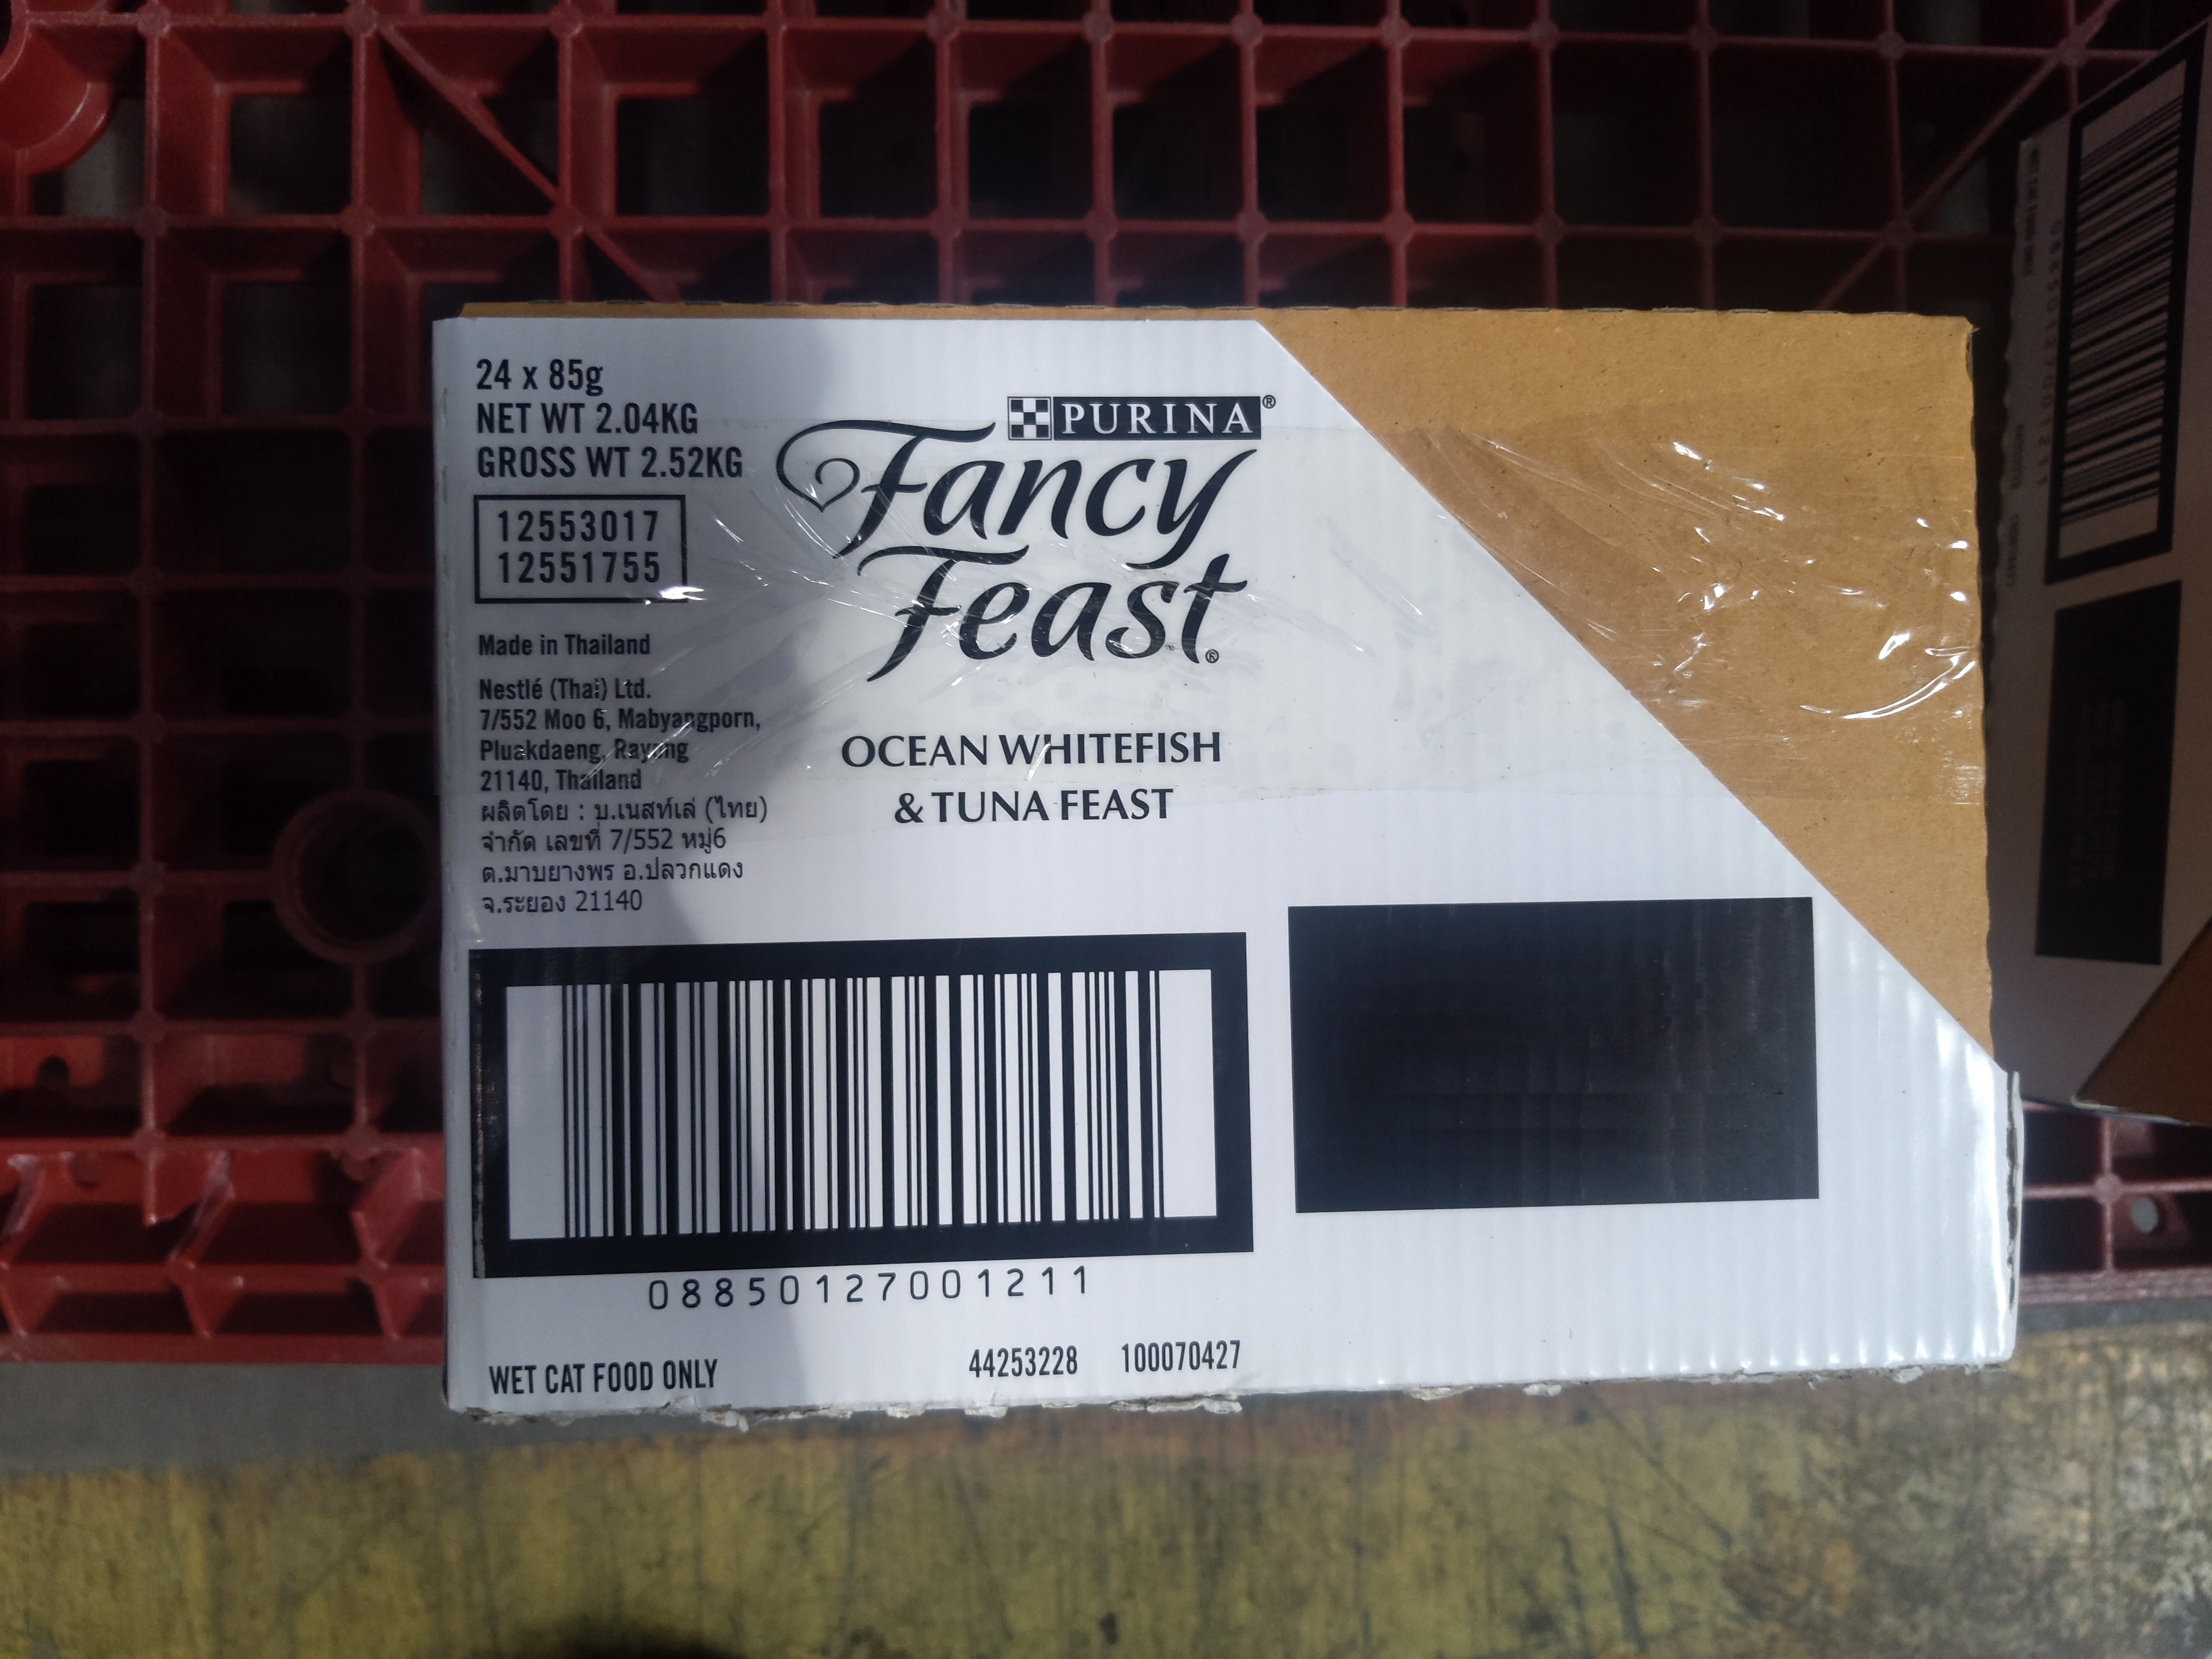 24 x 85g
NET WT 2.04KG
GROSS WT 2.52KG
12553017
12551755
Made in Thailand
Nestlé (Thai) Ltd.
7/552 Moo 6, Mabyangporn,
Pluakdaeng, Rayong
21140, Thailand
ผลิตโดย : บ.เนสท์เล่ (ไทย)
จำกัด เลขที่ 7/552 หมู่6
ต.มาบยางพร อ.ปลวกแดง
จ.ระยอง 21140
PURINA®
Fancy
Feast®
OCEAN WHITEFISH
& TUNA FEAST
08850127001211
WET CAT FOOD ONLY
44253228 100070427